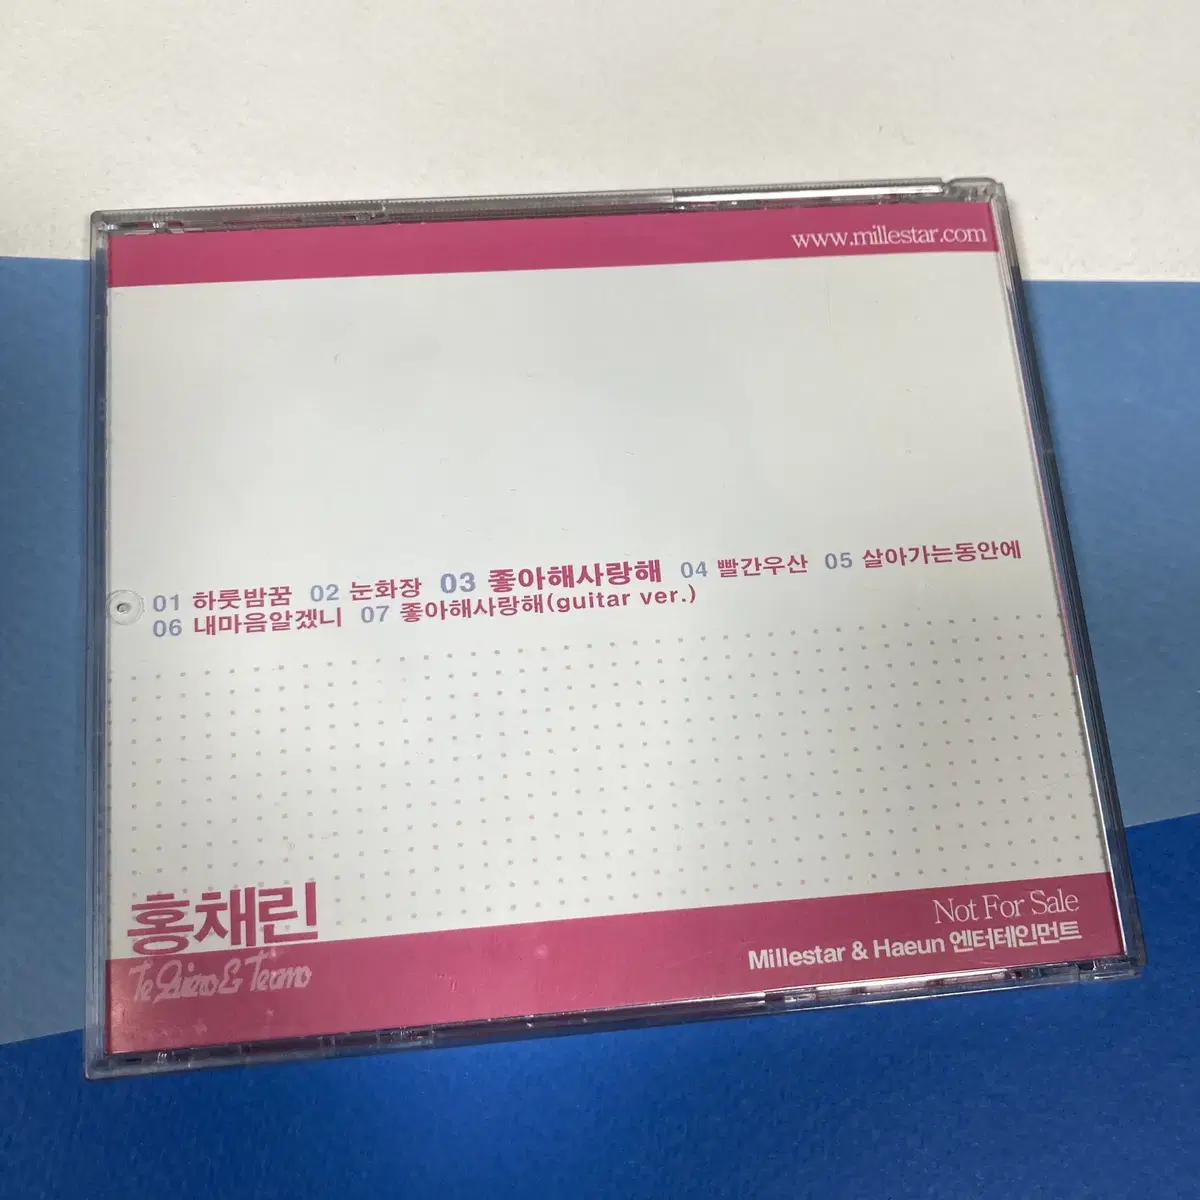 www.millestar.com
01 하룻밤꿈 02 눈화장 03 좋아해사랑해 04 빨간우산 05 살아가는동안에
06 내마음알겠니 07 좋아해사랑해(guitar ver.)
홍채린
Te Quiero & Teamo
Not For Sale
Millestar & Haeun 엔터테인먼트